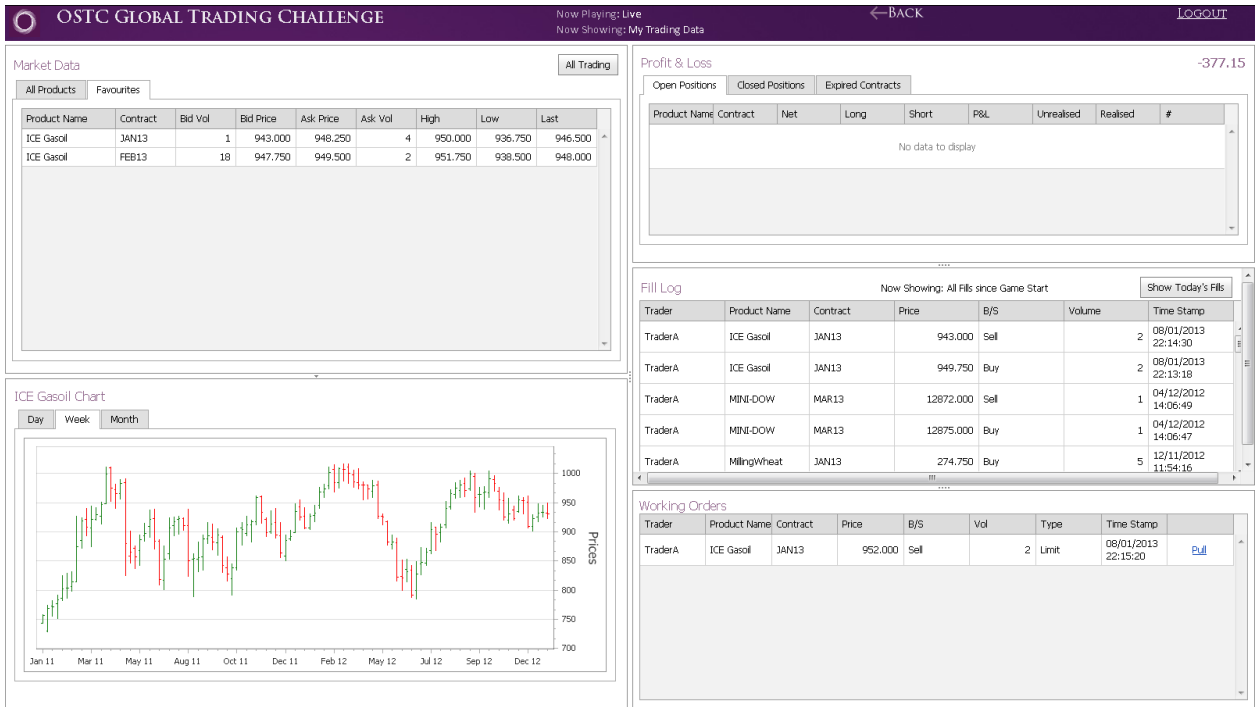 OSTC GLOBAL TRADING CHALLENGE
Now Playing: Live
Now Showing: My Trading Data
←BACK
LOGOUT
Market Data
All Trading
All Products Favourites
Product Name Contract Bid Vol Bid Price Ask Price Ask Vol High Low Last
ICE Gasoil JAN13 1 943.000 948.250 4 950.000 936.750 946.500
ICE Gasoil FEB13 18 947.750 949.500 2 951.750 938.500 948.000
ICE Gasoil Chart
Day Week Month
1000
950
900
850
800
750
700
Prices
Jan 11 Mar 11 May 11 Aug 11 Oct 11 Dec 11 Feb 12 May 12 Jul 12 Sep 12 Dec 12
Profit & Loss -377.15
Open Positions Closed Positions Expired Contracts
Product Name Contract Net Long Short P&L Unrealised Realised #
No data to display
Fill Log Now Showing: All Fills since Game Start Show Today's Fills
Trader Product Name Contract Price B/S Volume Time Stamp
TraderA ICE Gasoil JAN13 943.000 Sell 2 08/01/2013
22:14:30
TraderA ICE Gasoil JAN13 949.750 Buy 2 08/01/2013
22:13:18
TraderA MINI-DOW MAR13 12872.000 Sell 1 04/12/2012
14:06:49
TraderA MINI-DOW MAR13 12875.000 Buy 1 04/12/2012
14:06:47
TraderA MillingWheat JAN13 274.750 Buy 5 12/11/2012
11:54:16
Working Orders
Trader Product Name Contract Price B/S Vol Type Time Stamp
TraderA ICE Gasoil JAN13 952.000 Sell 2 Limit 08/01/2013
22:15:20
Pull